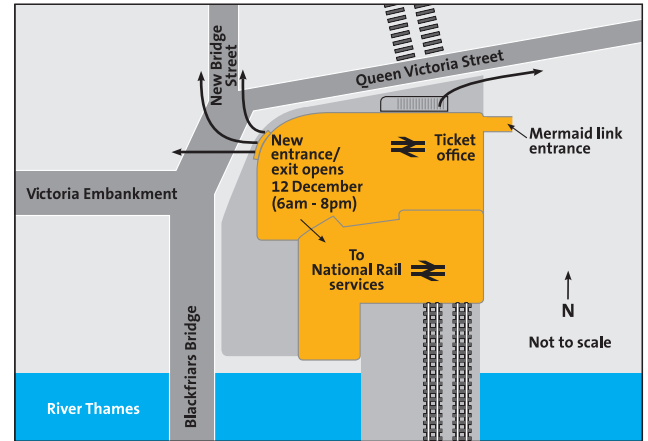 New Bridge
Street
Queen Victoria Street
New
entrance/
exit opens
12 December
(6am - 8pm)
Ticket
office
Mermaid link
entrance
Victoria Embankment
To
National Rail
services
N
Not to scale
Blackfriars Bridge
River Thames